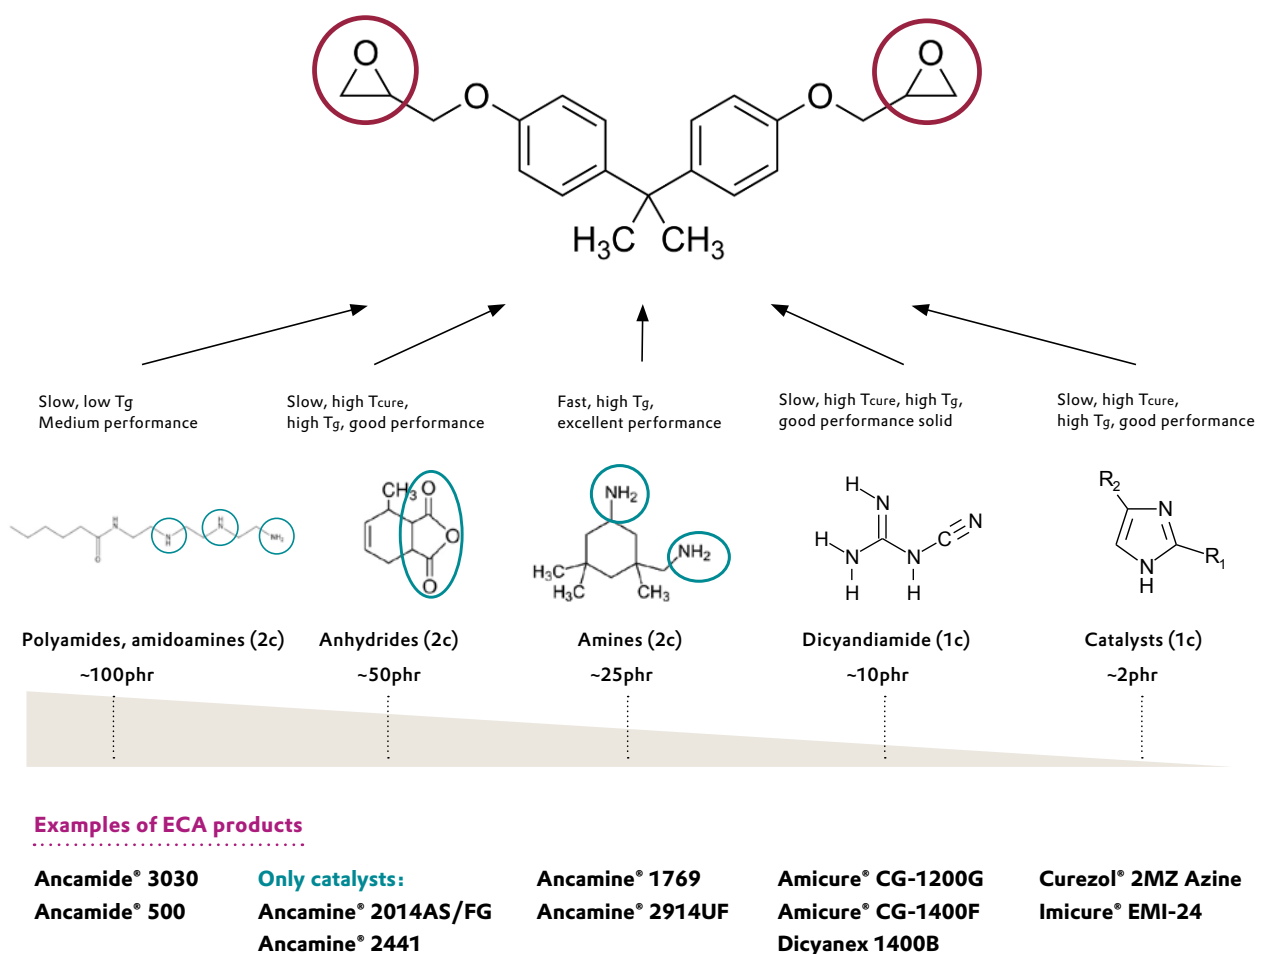 O
O
O
O
H₃C
CH₃
Slow, low Tg
Medium performance
Slow, high Tcure,
high Tg, good performance
Fast, high Tg,
excellent performance
Slow, high Tcure, high Tg,
good performance solid
Slow, high Tcure,
high Tg, good performance
H
N
O
N
H
H
N
NH₂
CH₃
O
O
O
NH₂
NH₂
H₃C
H₃C
CH₃
H
N
H
N
H
N
H
C
N
R₂
N
N
H
R₁
Polyamides, amidoamines (2c)
Anhydrides (2c)
Amines (2c)
Dicyandiamide (1c)
Catalysts (1c)
~100phr
~50phr
~25phr
~10phr
~2phr
Examples of ECA products
Ancamide® 3030
Ancamide® 500
Only catalysts:
Ancamine® 2014AS/FG
Ancamine® 2441
Ancamine® 1769
Ancamine® 2914UF
Amicure® CG-1200G
Amicure® CG-1400F
Dicyanex 1400B
Curezol® 2MZ Azine
Imicure® EMI-24